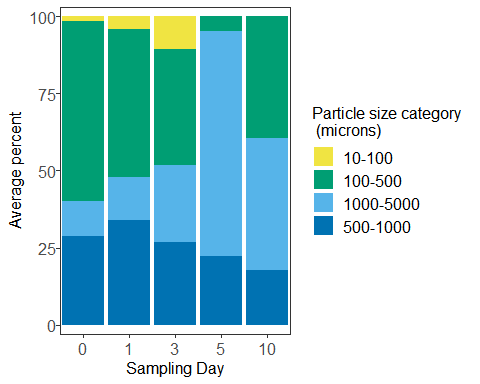 100
75
50
25
0
Average percent
0 1 3 5 10
Sampling Day
Particle size category
(microns)
10-100
100-500
1000-5000
500-1000